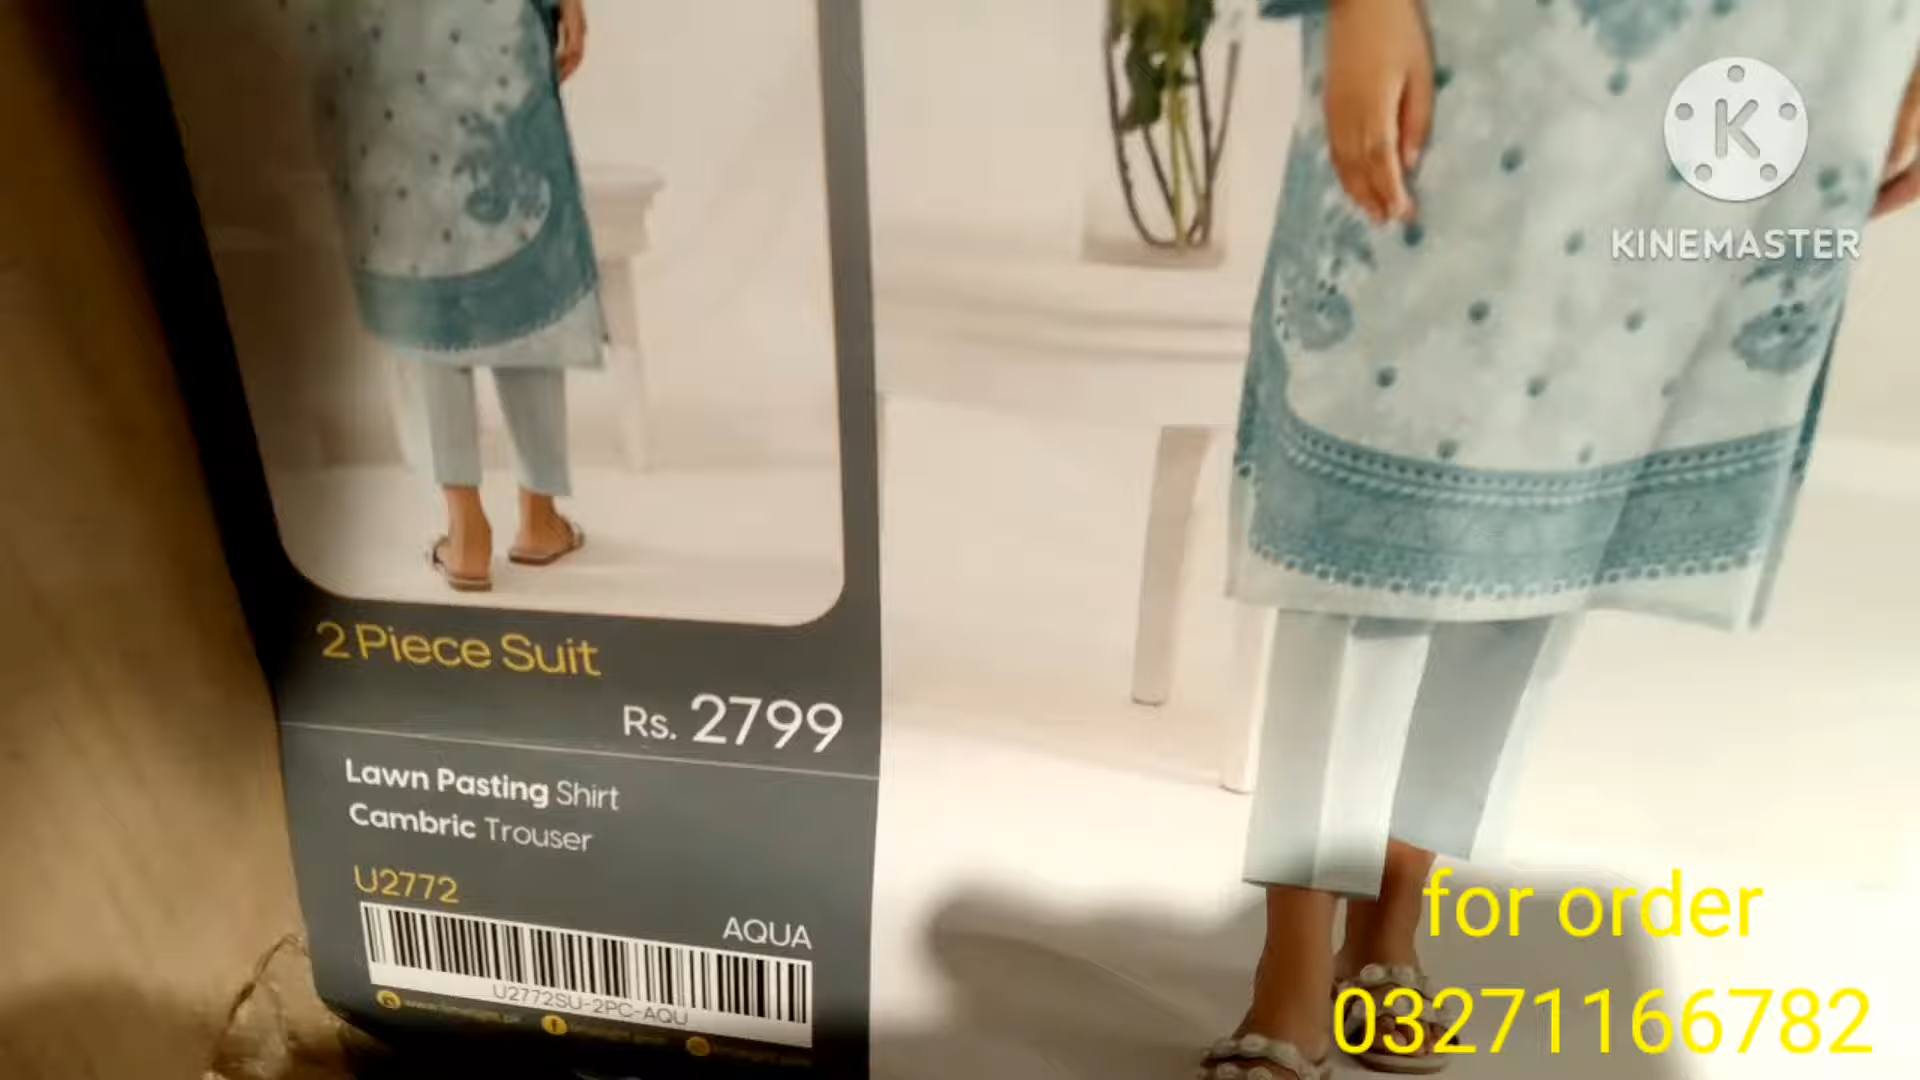 KINEMASTER
2 Piece Suit
Rs. 2799
Lawn Pasting Shirt
Cambric Trouser
U2772
AQUA
U2772SU-2PC-AQU
for order
03271166782